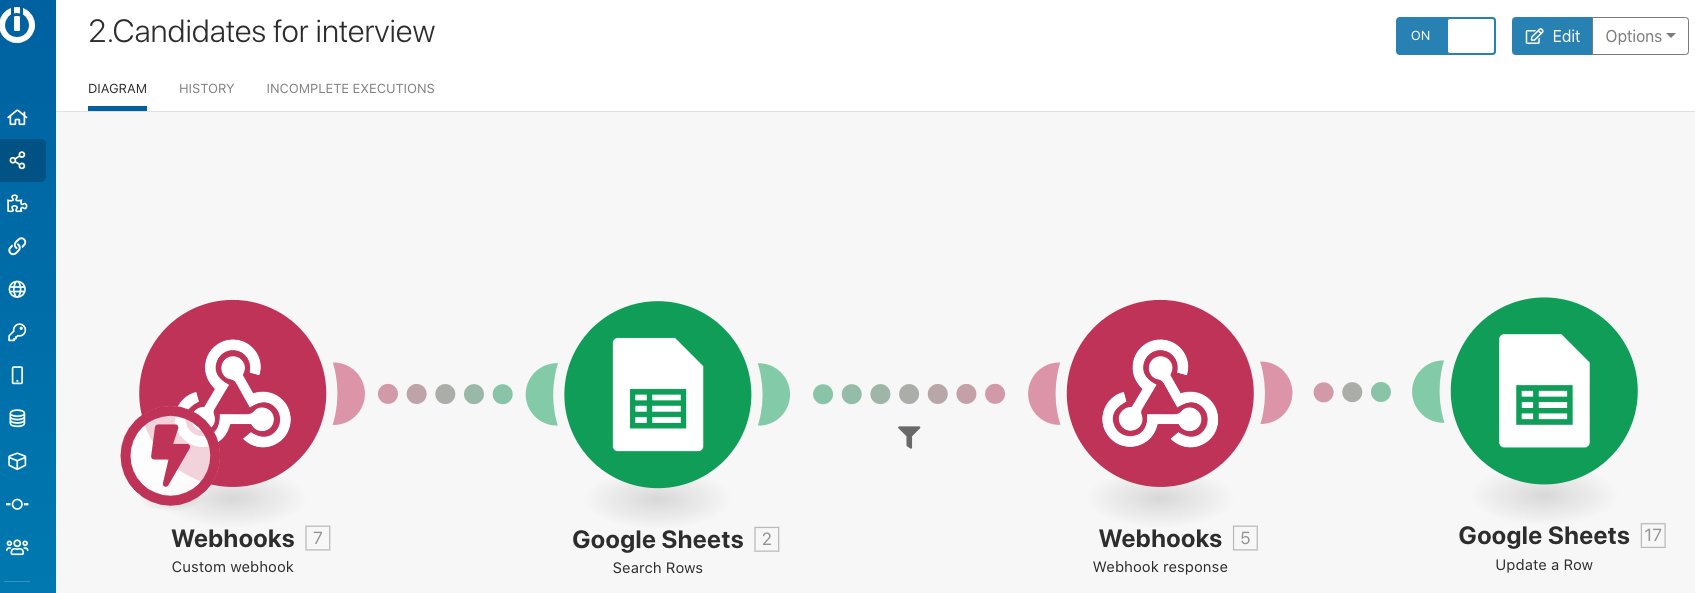 2.Candidates for interview
ON
Edit
Options
DIAGRAM HISTORY INCOMPLETE EXECUTIONS
Webhooks 7
Custom webhook
Google Sheets 2
Search Rows
Webhooks 5
Webhook response
Google Sheets 17
Update a Row